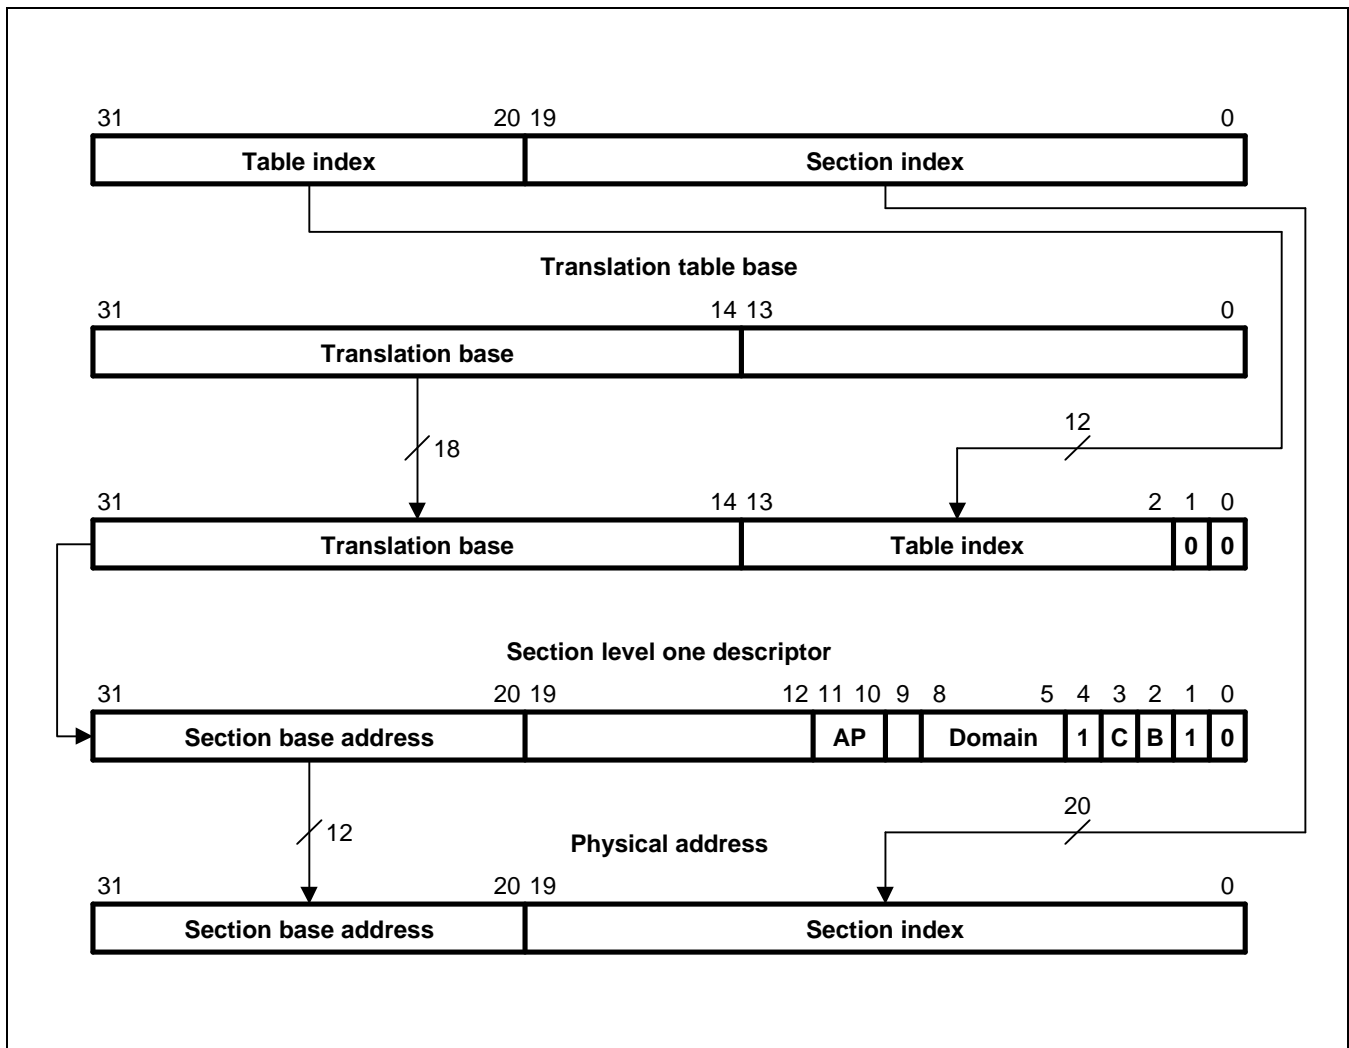 31 20 19 0
Table index Section index
Translation table base
31 14 13 0
Translation base
18 12
31 14 13 2 1 0
Translation base Table index 0 0
Section level one descriptor
31 20 19 12 11 10 9 8 5 4 3 2 1 0
Section base address AP Domain 1 C B 1 0
12 Physical address 20
31 20 19 0
Section base address Section index